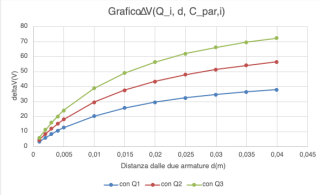 Grafico∆V(Q_i, d, C_par,i)
deltaV(V)
80
70
60
50
40
30
20
10
0
0 0,005 0,01 0,015 0,02 0,025 0,03 0,035 0,04 0,045
Distanza dalle due armature d(m)
con Q1 con Q2 con Q3